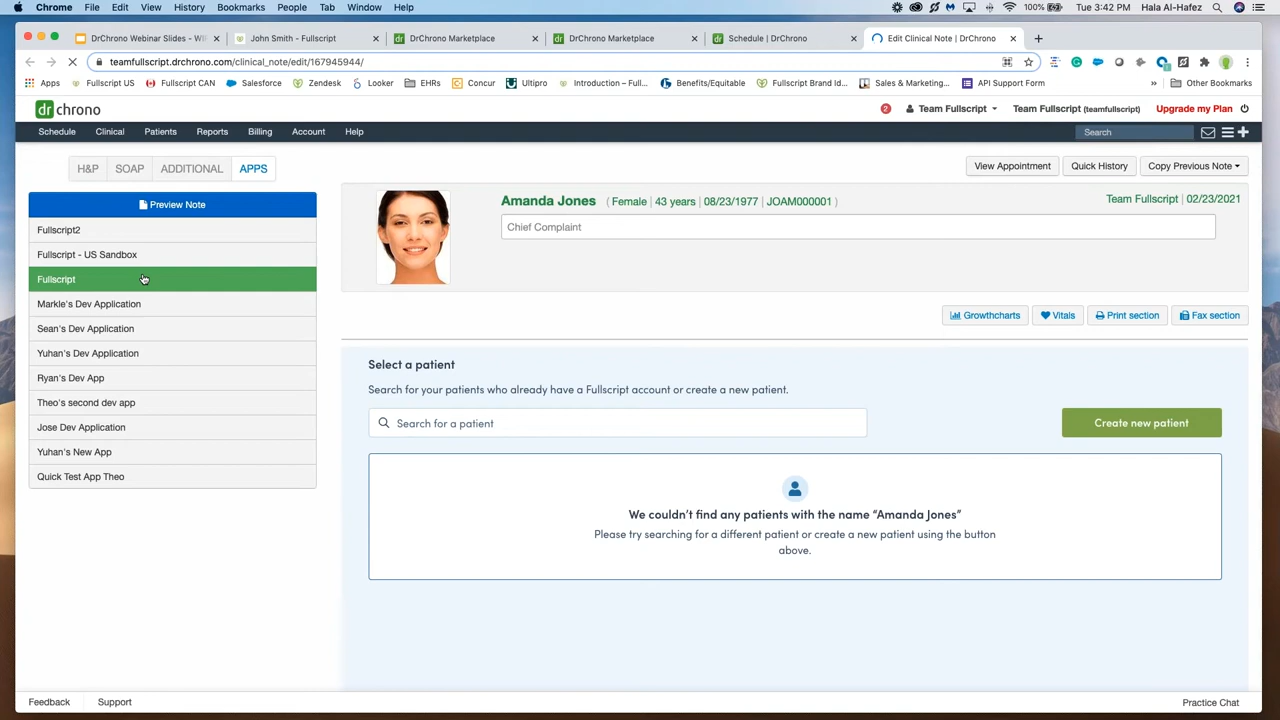 Chrome File Edit View History Bookmarks People Tab Window Help 100% Tue 3:42 PM Hala Al-Hafez
DrChrono Webinar Slides - WI
John Smith - Fullscript
DrChrono Marketplace
DrChrono Marketplace
Schedule | DrChrono
Edit Clinical Note | DrChrono
teamfullscript.drchrono.com/clinical_note/edit/167945944/
Apps Fullscript US Fullscript CAN Salesforce Zendesk Looker EHRs Concur Ultipro Introduction – Full... Benefits/Equitable Fullscript Brand Id... Sales & Marketing... API Support Form » Other Bookmarks
dr chrono
2 Team Fullscript Team Fullscript (teamfullscript) Upgrade my Plan
Schedule Clinical Patients Reports Billing Account Help Search
H&P SOAP ADDITIONAL APPS
View Appointment Quick History Copy Previous Note
Preview Note
Fullscript2
Fullscript - US Sandbox
Fullscript
Markle's Dev Application
Sean's Dev Application
Yuhan's Dev Application
Ryan's Dev App
Theo's second dev app
Jose Dev Application
Yuhan's New App
Quick Test App Theo
Amanda Jones ( Female | 43 years | 08/23/1977 | JOAM000001 )
Team Fullscript | 02/23/2021
Chief Complaint
Growthcharts Vitals Print section Fax section
Select a patient
Search for your patients who already have a Fullscript account or create a new patient.
Search for a patient
Create new patient
We couldn't find any patients with the name “Amanda Jones”
Please try searching for a different patient or create a new patient using the button
above.
Feedback Support Practice Chat